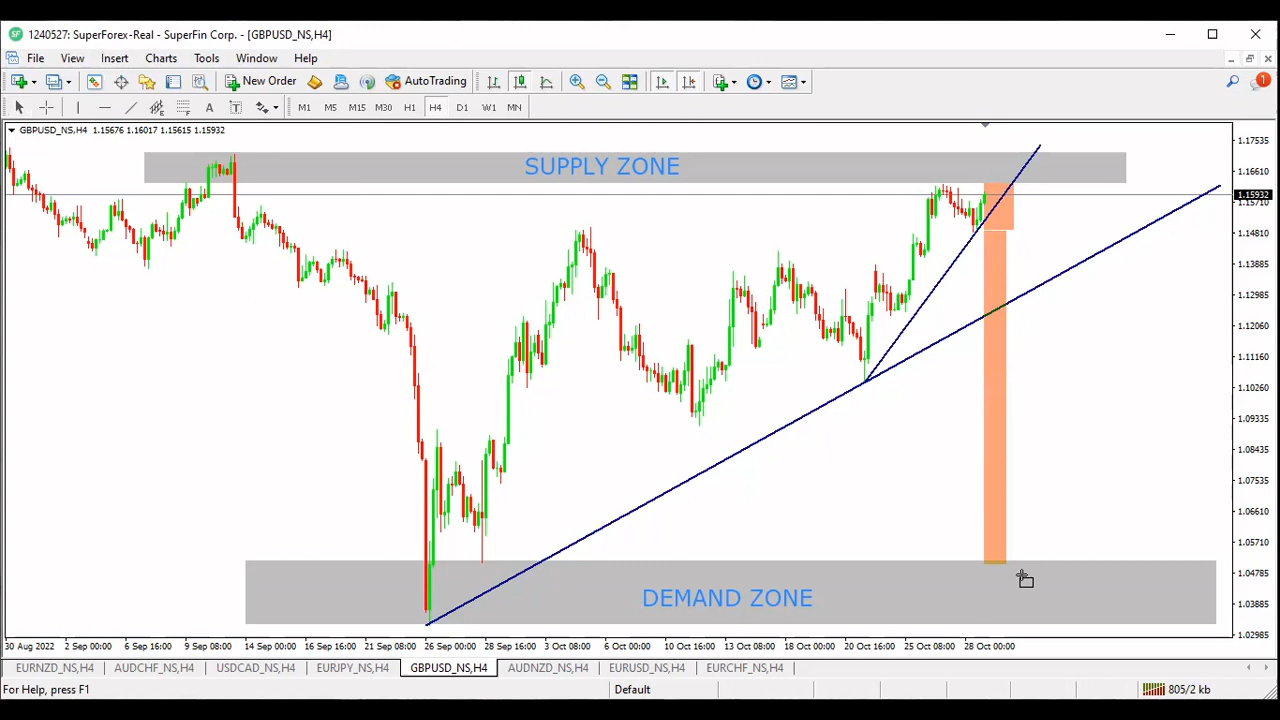 1240527: SuperForex-Real - SuperFin Corp. - [GBPUSD_NS,H4]
File View Insert Charts Tools Window Help
New Order AutoTrading
A T M1 M5 M15 M30 H1 H4 D1 W1 MN
1
GBPUSD_NS,H4 1.15676 1.16017 1.15615 1.15932
1.17535
SUPPLY ZONE
1.16610
1.15932
1.15710
1.14810
1.13885
1.12985
1.12060
1.11160
1.10260
1.09335
1.08435
1.07535
1.06610
1.05710
1.04785
DEMAND ZONE
1.03885
1.02985
30 Aug 2022 2 Sep 00:00 6 Sep 16:00 9 Sep 08:00 14 Sep 00:00 16 Sep 16:00 21 Sep 08:00 26 Sep 00:00 28 Sep 16:00 3 Oct 08:00 6 Oct 00:00 10 Oct 16:00 13 Oct 08:00 18 Oct 00:00 20 Oct 16:00 25 Oct 08:00 28 Oct 00:00
EURNZD_NS,H4 AUDCHF_NS,H4 USDCAD_NS,H4 EURJPY_NS,H4 GBPUSD_NS,H4 AUDNZD_NS,H4 EURUSD_NS,H4 EURCHF_NS,H4
For Help, press F1 Default 805/2 kb